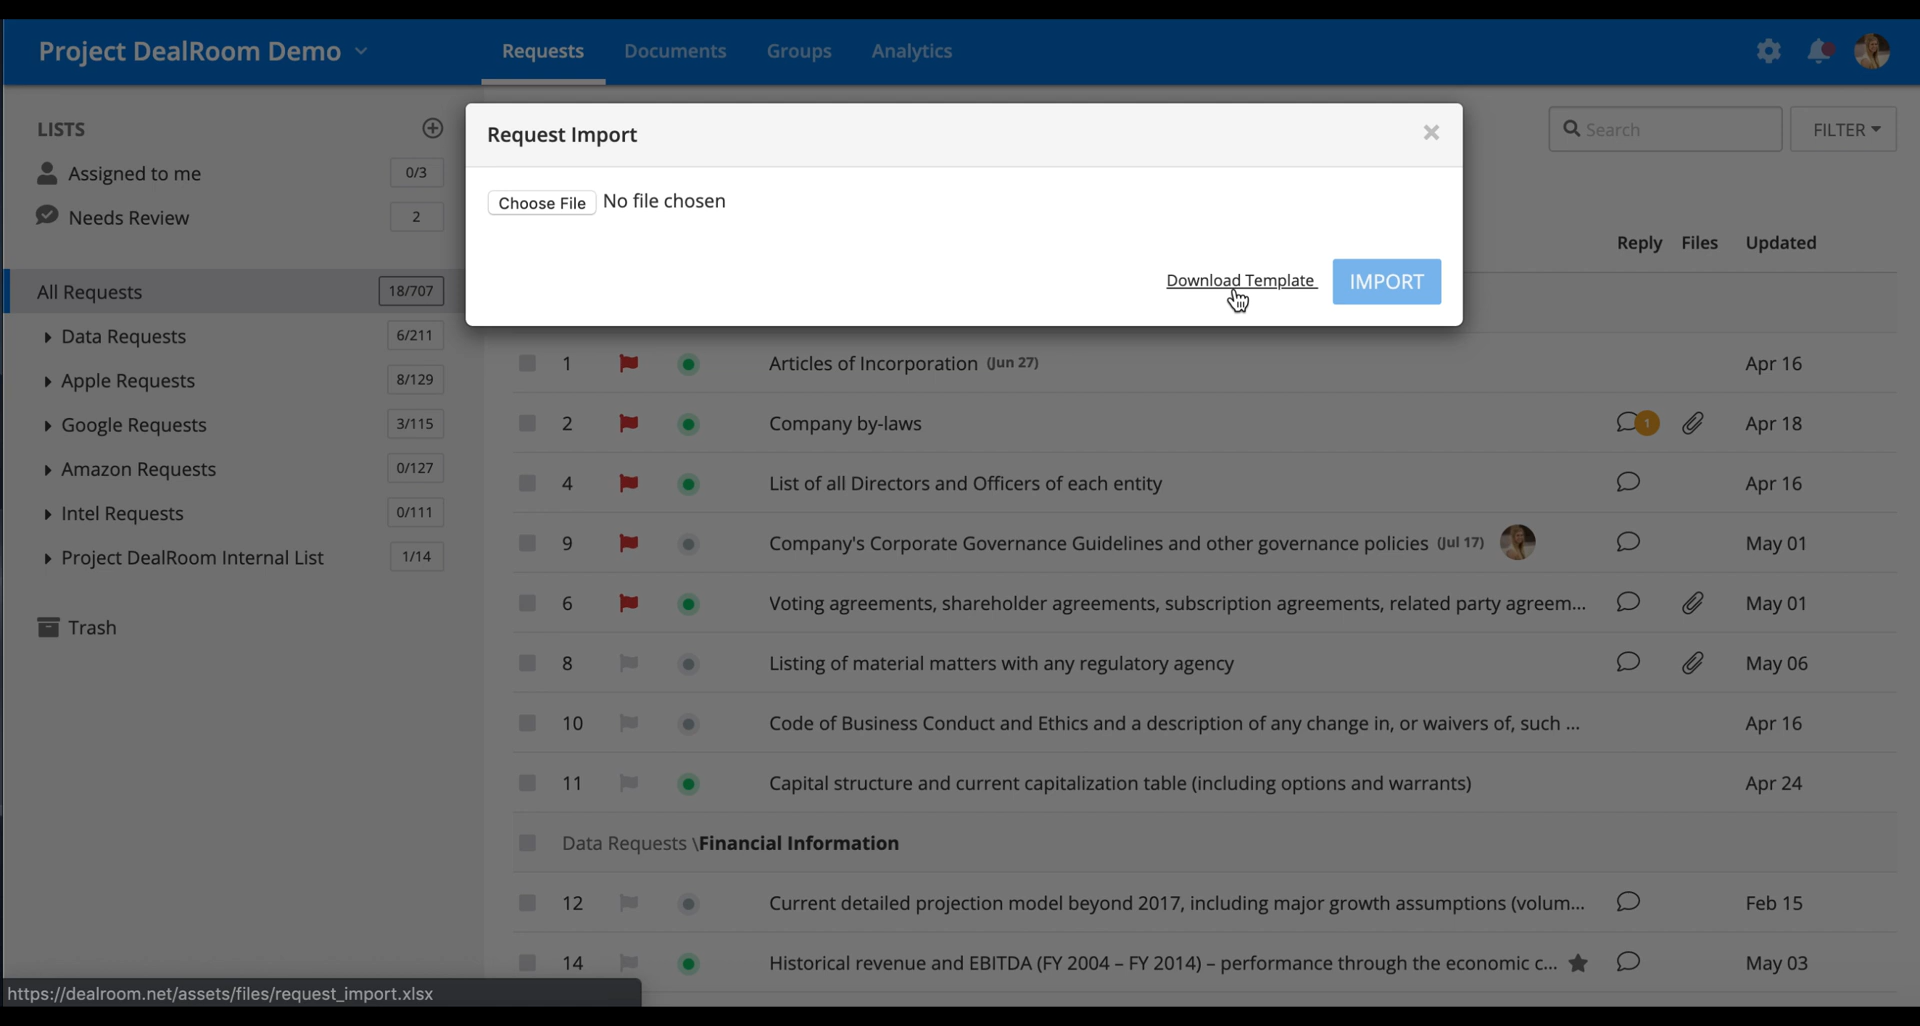 Project DealRoom Demo
Requests Documents Groups Analytics
LISTS
Assigned to me 0/3
Needs Review 2
All Requests 18/707
Data Requests 6/211
Apple Requests 8/129
Google Requests 3/115
Amazon Requests 0/127
Intel Requests 0/111
Project DealRoom Internal List 1/14
Trash
Request Import ×
Choose File No file chosen
Download Template IMPORT
Search FILTER
Reply Files Updated
1 Articles of Incorporation (Jun 27) Apr 16
2 Company by-laws 1 Apr 18
4 List of all Directors and Officers of each entity Apr 16
9 Company's Corporate Governance Guidelines and other governance policies (Jul 17) May 01
6 Voting agreements, shareholder agreements, subscription agreements, related party agreem... May 01
8 Listing of material matters with any regulatory agency May 06
10 Code of Business Conduct and Ethics and a description of any change in, or waivers of, such ... Apr 16
11 Capital structure and current capitalization table (including options and warrants) Apr 24
Data Requests \Financial Information
12 Current detailed projection model beyond 2017, including major growth assumptions (volum... Feb 15
14 Historical revenue and EBITDA (FY 2004 – FY 2014) – performance through the economic c... May 03
https://dealroom.net/assets/files/request_import.xlsx